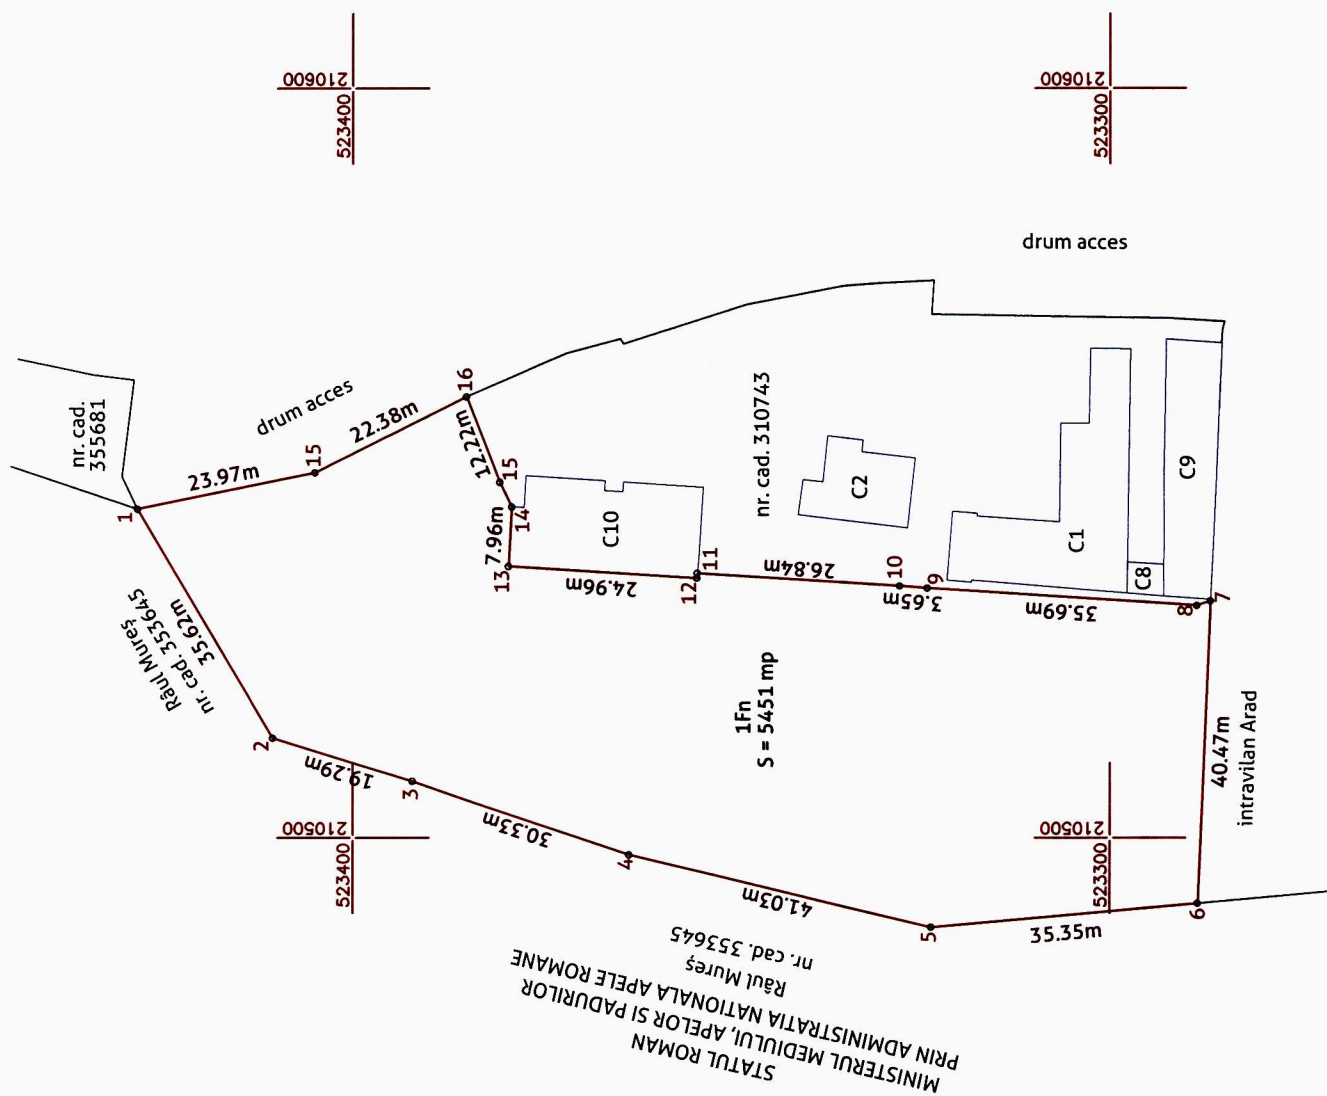 210600
523400
210600
523300
drum acces
nr. cad.
355681
drum acces
1
23.97m
15
22.38m
16
12.22m
15
14
7.96m
13
C10
24.96m
12
11
nr. cad. 310743
C2
26.84m
10
3.65m
9
C1
C8
C9
35.69m
8
7
Râul Mureş
nr. cad. 353645
35.62m
2
19.29m
3
30.33m
4
41.03m
5
35.35m
6
40.47m
intravilan Arad
1Fn
S = 5451 mp
210500
523400
210500
523300
STATUL ROMAN
MINISTERUL MEDIULUI, APELOR SI PADURILOR
PRIN ADMINISTRATIA NATIONALA APELE ROMANE
Râul Mureş
nr. cad. 353645